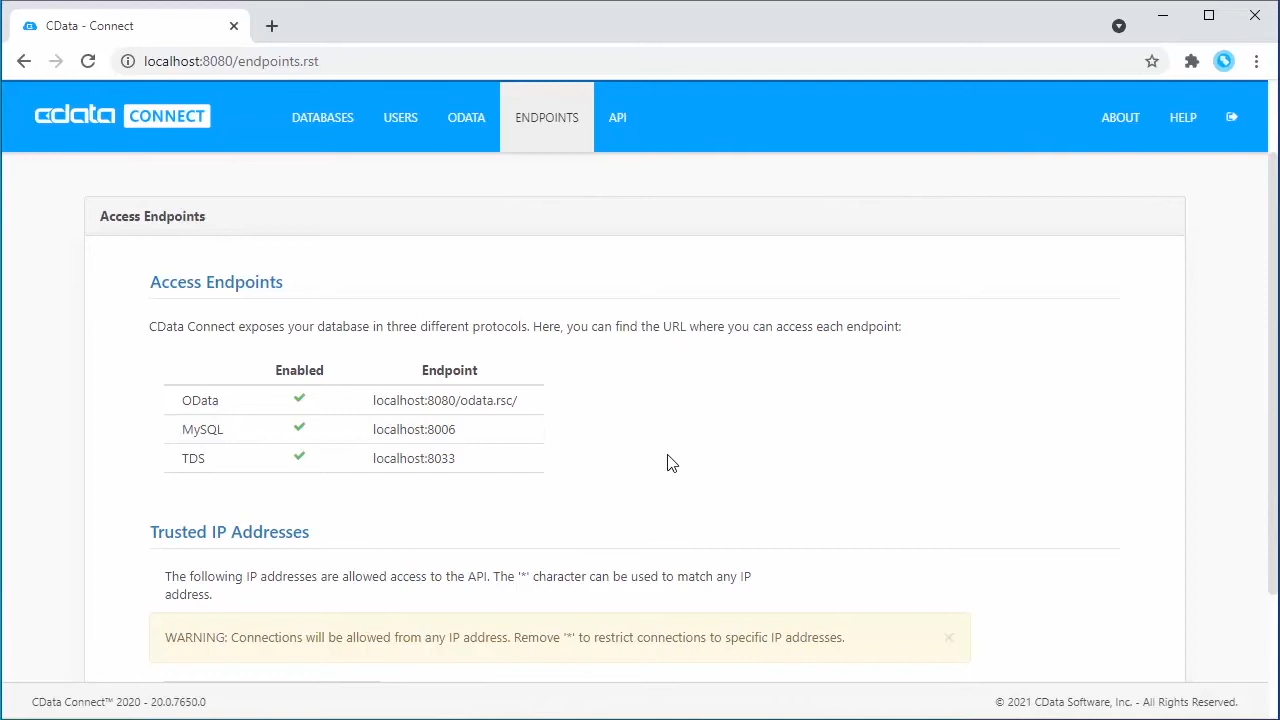 CData - Connect
localhost:8080/endpoints.rst
cdata CONNECT DATABASES USERS ODATA ENDPOINTS API ABOUT HELP
Access Endpoints
Access Endpoints
CData Connect exposes your database in three different protocols. Here, you can find the URL where you can access each endpoint:
Enabled Endpoint
OData localhost:8080/odata.rsc/
MySQL localhost:8006
TDS localhost:8033
Trusted IP Addresses
The following IP addresses are allowed access to the API. The '*' character can be used to match any IP
address.
WARNING: Connections will be allowed from any IP address. Remove '*' to restrict connections to specific IP addresses.
CData Connect™ 2020 - 20.0.7650.0
© 2021 CData Software, Inc. - All Rights Reserved.